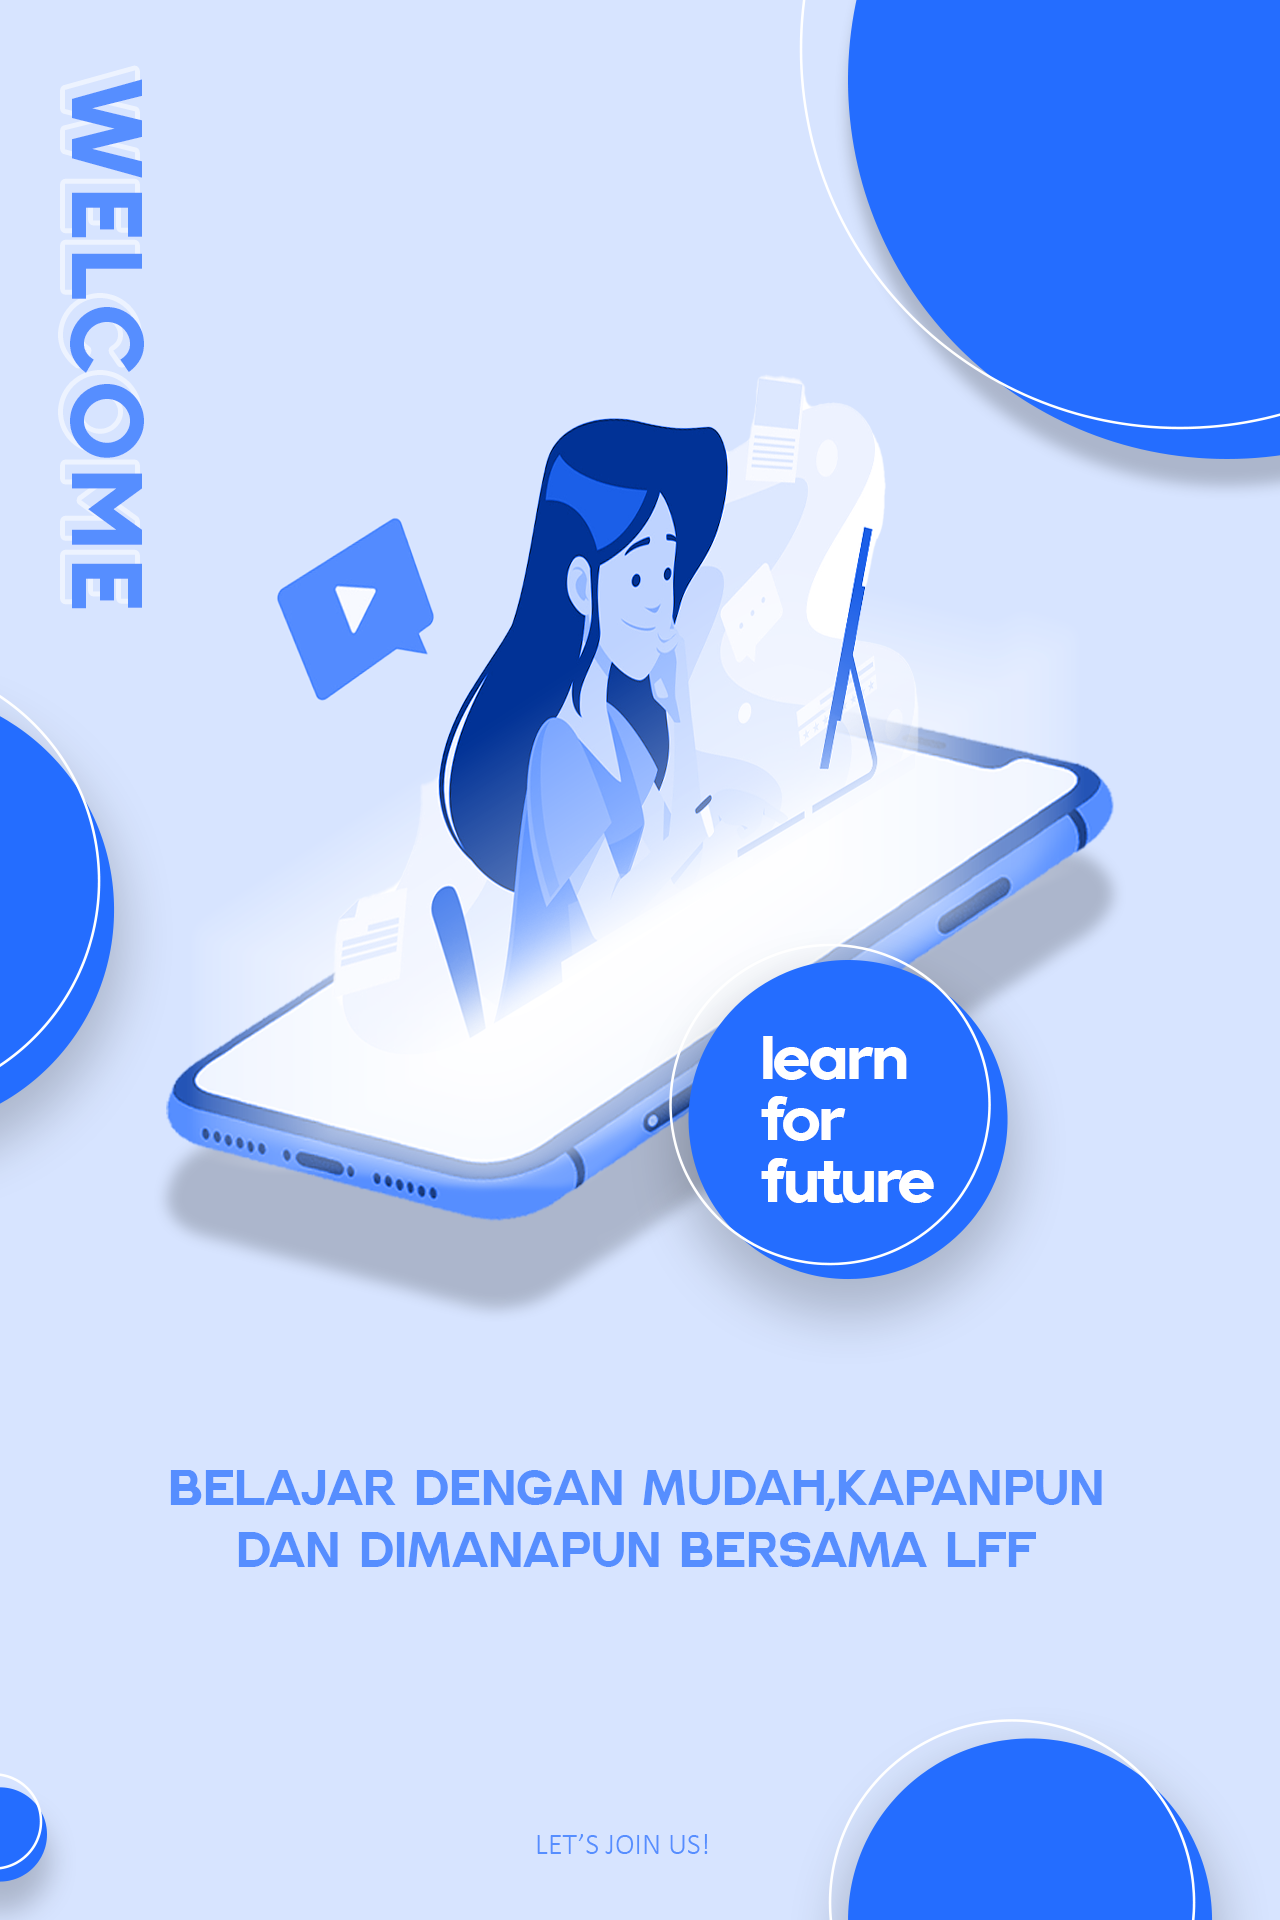 WELCOME
learn
for
future
BELAJAR DENGAN MUDAH,KAPANPUN
DAN DIMANAPUN BERSAMA LFF
LET'S JOIN US!